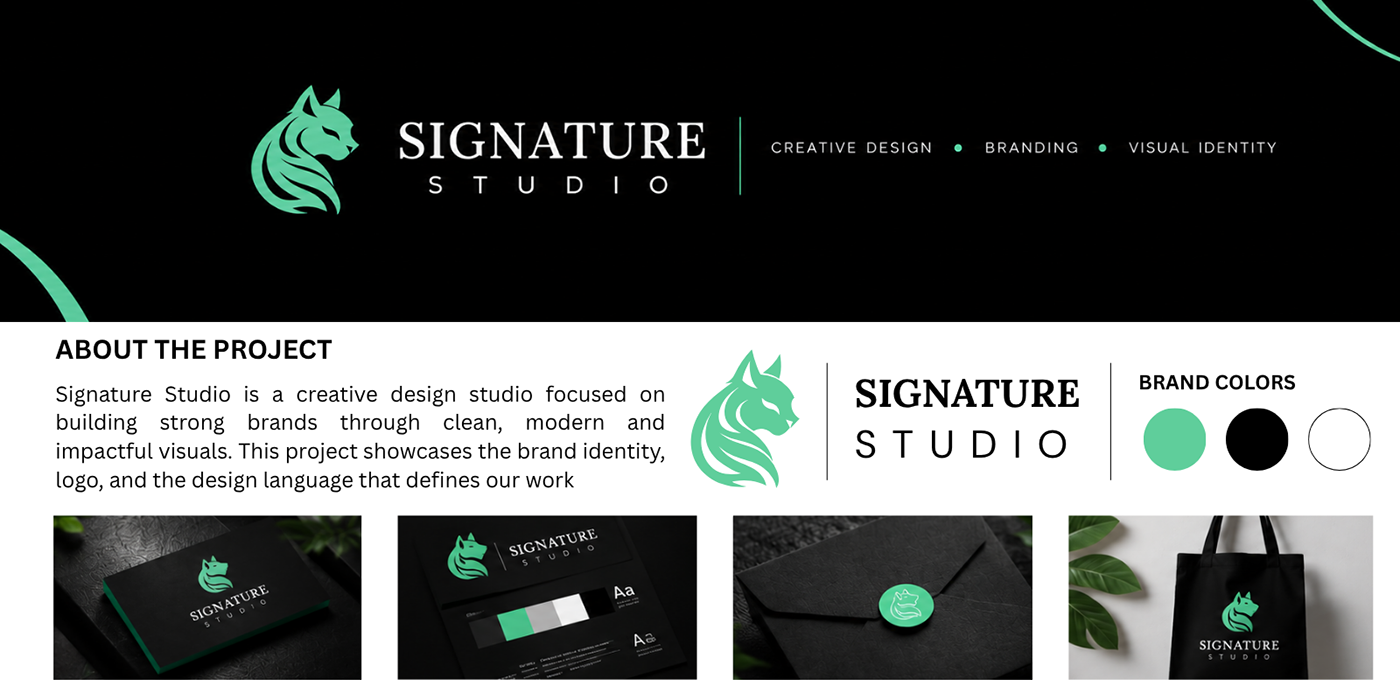 SIGNATURE
STUDIO
CREATIVE DESIGN • BRANDING • VISUAL IDENTITY
ABOUT THE PROJECT
Signature Studio is a creative design studio focused on
building strong brands through clean, modern and
impactful visuals. This project showcases the brand identity,
logo, and the design language that defines our work
SIGNATURE
STUDIO
BRAND COLORS
SIGNATURE
STUDIO
SIGNATURE
STUDIO
Aa
SIGNATURE
STUDIO